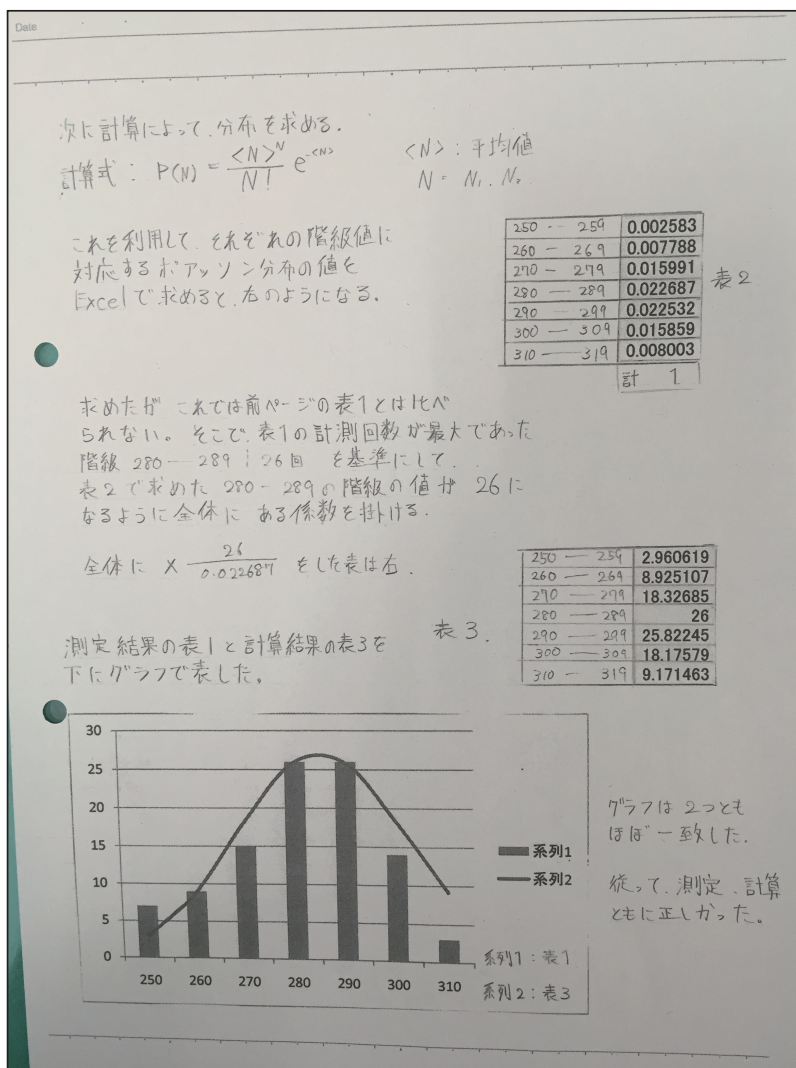 Date
次に計算によって、分布を求める.
計算式: P(N) = <N>^N / N! e^-<N>
<N>: 平均値
N = N₁, N₂
これを利用して、それぞれの階級値に
対応するポアッソン分布の値を
Excelで求めると、右のようになる.
250 -- 259 0.002583
260 - 269 0.007788
270 - 279 0.015991
280 — 289 0.022687
290 — 299 0.022532
300 — 309 0.015859
310 — 319 0.008003
計 1
表2
求めたが これでは前ページの表1とは比べ
られない。そこで、表1の計測回数が最大であった
階級 280 — 289 ; 26回 を基準にして、
表2で求めた 280 - 289の階級の値が 26に
なるように全体に ある係数を掛ける.
全体に × 26 / 0.022687 をした表は右.
250 — 259 2.960619
260 — 269 8.925107
270 — 279 18.32685
280 — 289 26
290 — 299 25.82245
300 — 309 18.17579
310 — 319 9.171463
表3.
測定結果の表1と計算結果の表3を
下にグラフで表した。
30
25
20
15
10
5
0
250 260 270 280 290 300 310
系列1
系列2
系列1: 表1
系列2: 表3
グラフは 2つとも
ほぼ一致した.
従って、測定、計算
ともに正しかった。